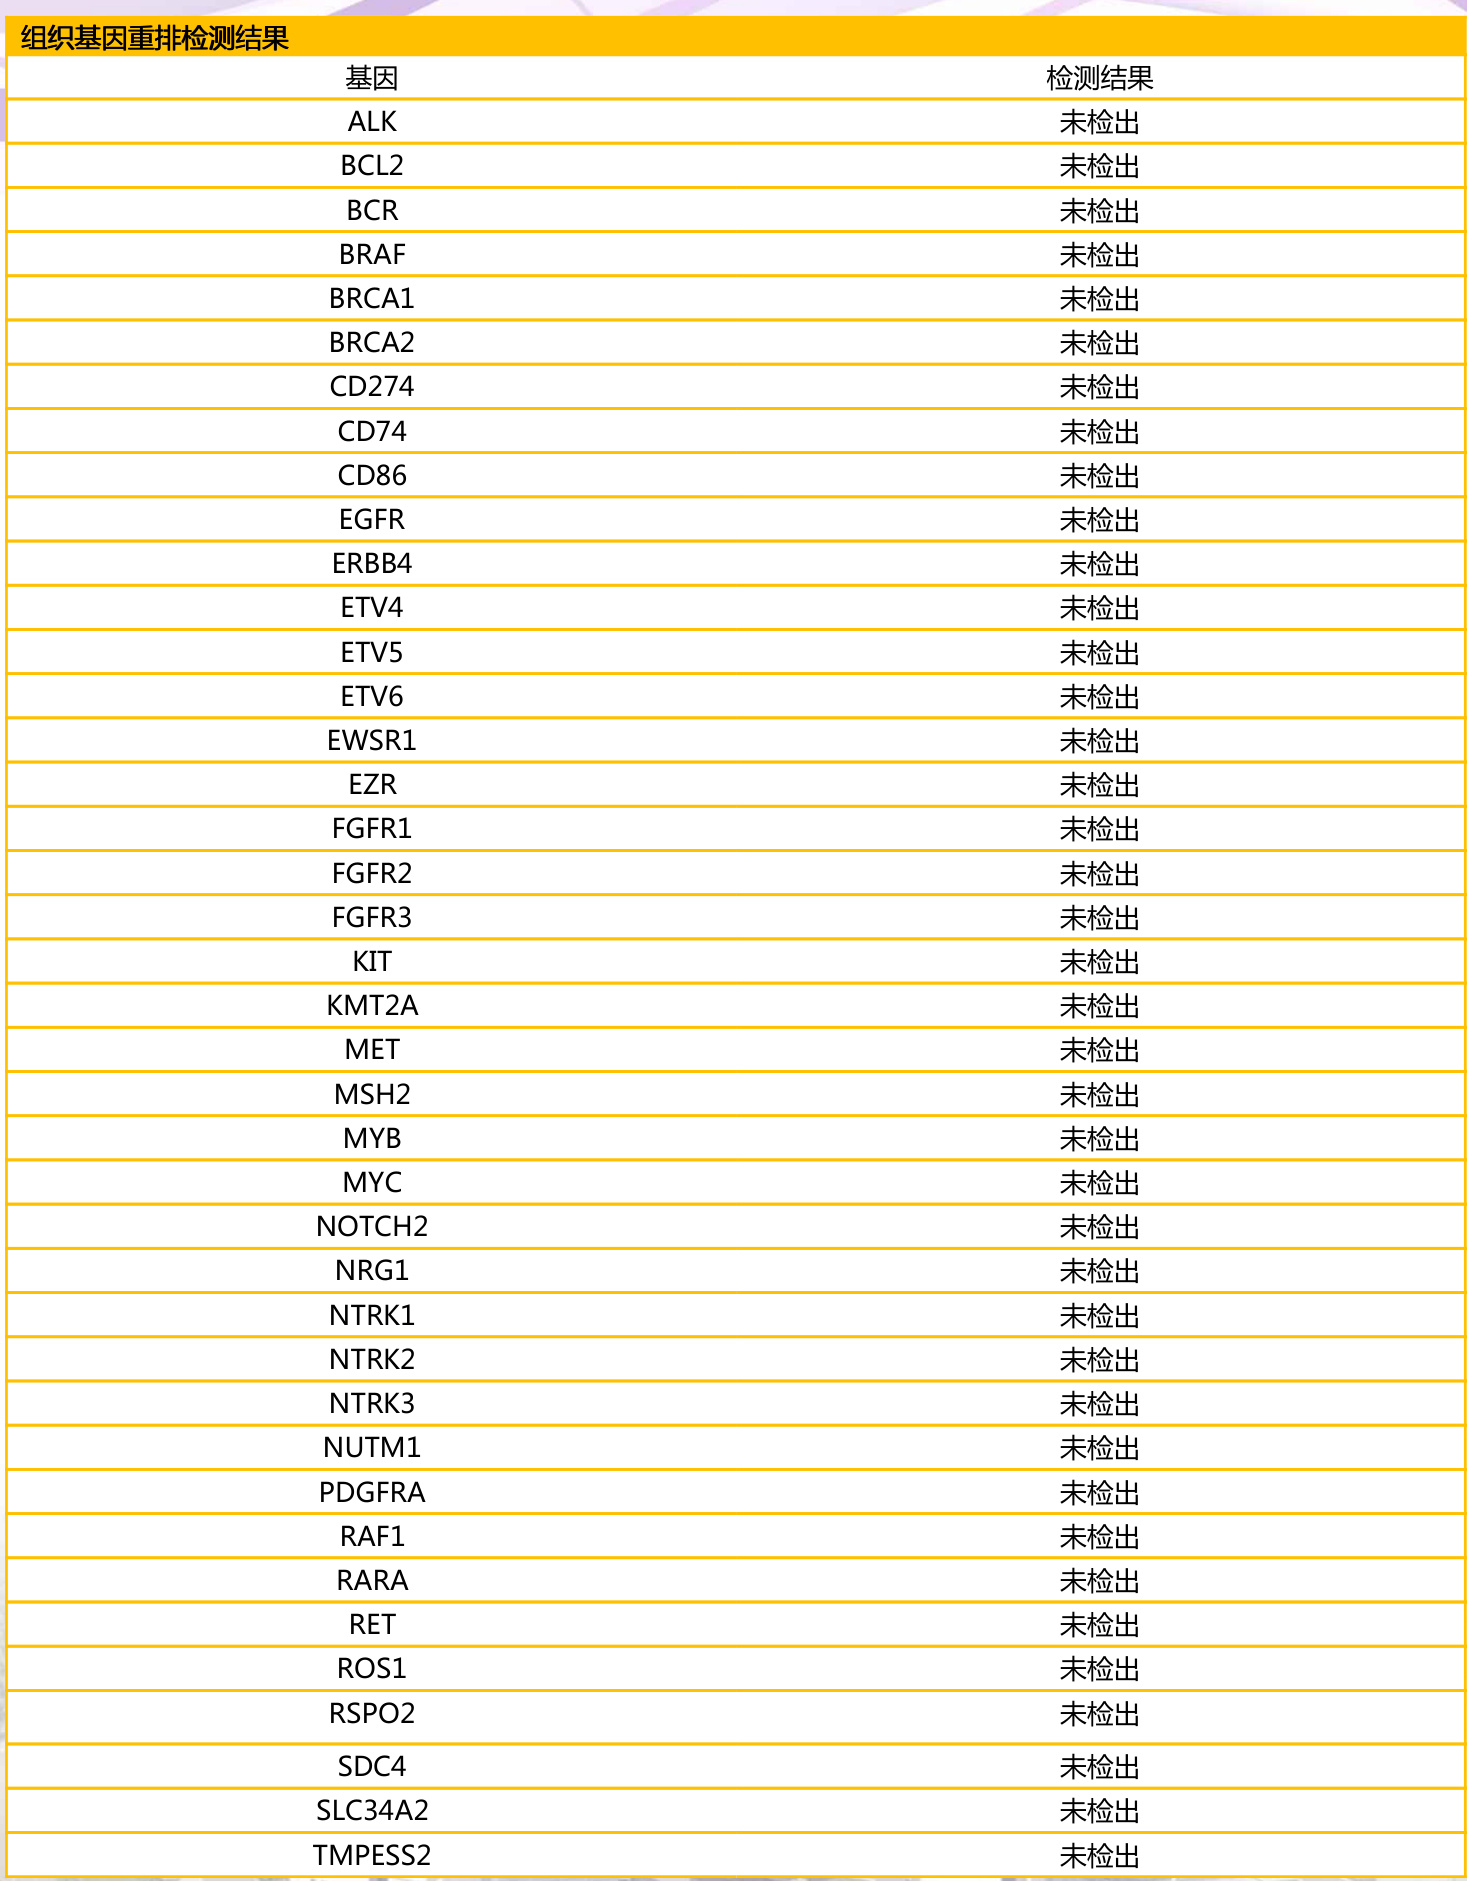 组织基因重排检测结果
基因 检测结果
ALK 未检出
BCL2 未检出
BCR 未检出
BRAF 未检出
BRCA1 未检出
BRCA2 未检出
CD274 未检出
CD74 未检出
CD86 未检出
EGFR 未检出
ERBB4 未检出
ETV4 未检出
ETV5 未检出
ETV6 未检出
EWSR1 未检出
EZR 未检出
FGFR1 未检出
FGFR2 未检出
FGFR3 未检出
KIT 未检出
KMT2A 未检出
MET 未检出
MSH2 未检出
MYB 未检出
MYC 未检出
NOTCH2 未检出
NRG1 未检出
NTRK1 未检出
NTRK2 未检出
NTRK3 未检出
NUTM1 未检出
PDGFRA 未检出
RAF1 未检出
RARA 未检出
RET 未检出
ROS1 未检出
RSPO2 未检出
SDC4 未检出
SLC34A2 未检出
TMPESS2 未检出